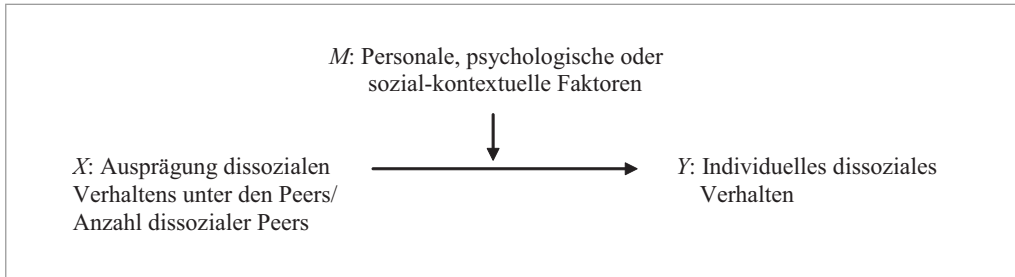 M: Personale, psychologische oder
sozial-kontextuelle Faktoren
X: Ausprägung dissozialen
Verhaltens unter den Peers/
Anzahl dissozialer Peers
Y: Individuelles dissoziales
Verhalten